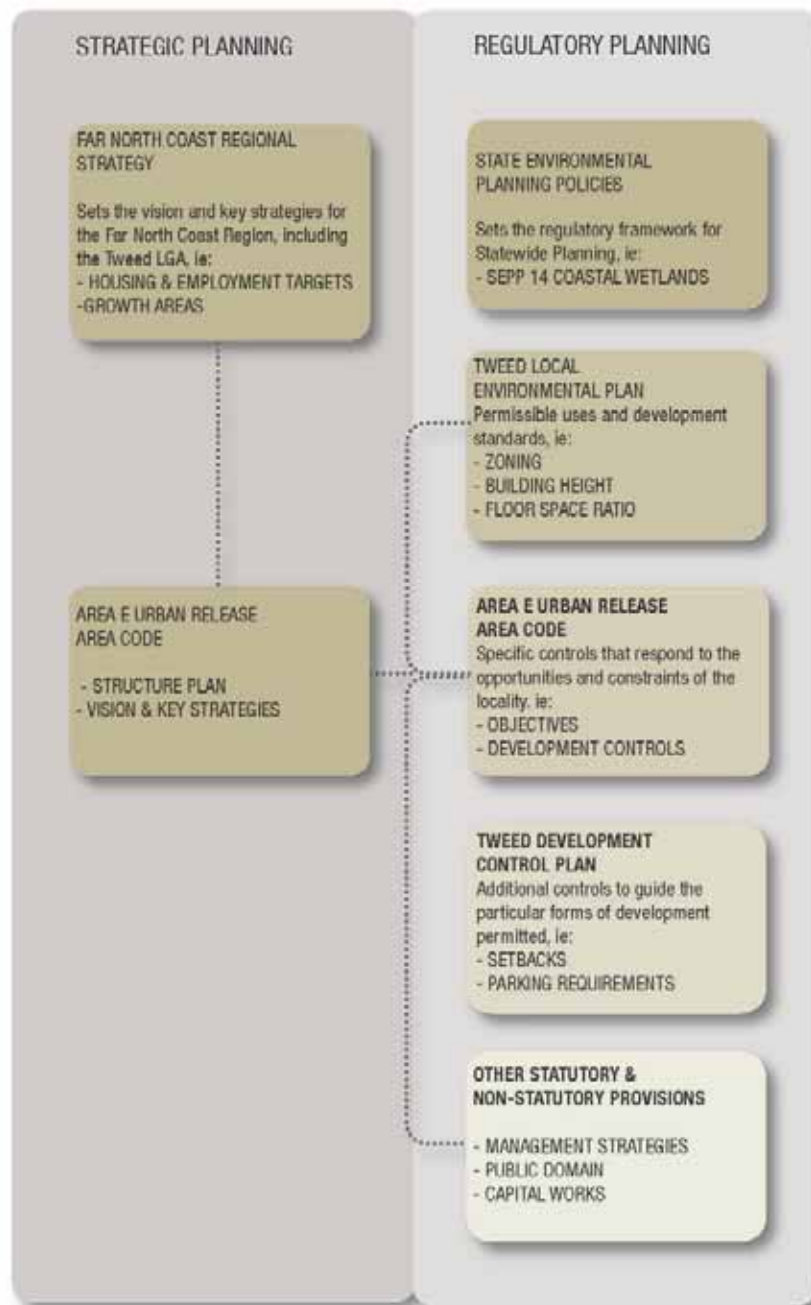 STRATEGIC PLANNING
FAR NORTH COAST REGIONAL
STRATEGY
Sets the vision and key strategies for
the Far North Coast Region, including
the Tweed LGA, ie:
- HOUSING & EMPLOYMENT TARGETS
-GROWTH AREAS
AREA E URBAN RELEASE
AREA CODE
- STRUCTURE PLAN
- VISION & KEY STRATEGIES
REGULATORY PLANNING
STATE ENVIRONMENTAL
PLANNING POLICIES
Sets the regulatory framework for
Statewide Planning, ie:
- SEPP 14 COASTAL WETLANDS
TWEED LOCAL
ENVIRONMENTAL PLAN
Permissible uses and development
standards, ie:
- ZONING
- BUILDING HEIGHT
- FLOOR SPACE RATIO
AREA E URBAN RELEASE
AREA CODE
Specific controls that respond to the
opportunities and constraints of the
locality. ie:
- OBJECTIVES
- DEVELOPMENT CONTROLS
TWEED DEVELOPMENT
CONTROL PLAN
Additional controls to guide the
particular forms of development
permitted, ie:
- SETBACKS
- PARKING REQUIREMENTS
OTHER STATUTORY &
NON-STATUTORY PROVISIONS
- MANAGEMENT STRATEGIES
- PUBLIC DOMAIN
- CAPITAL WORKS